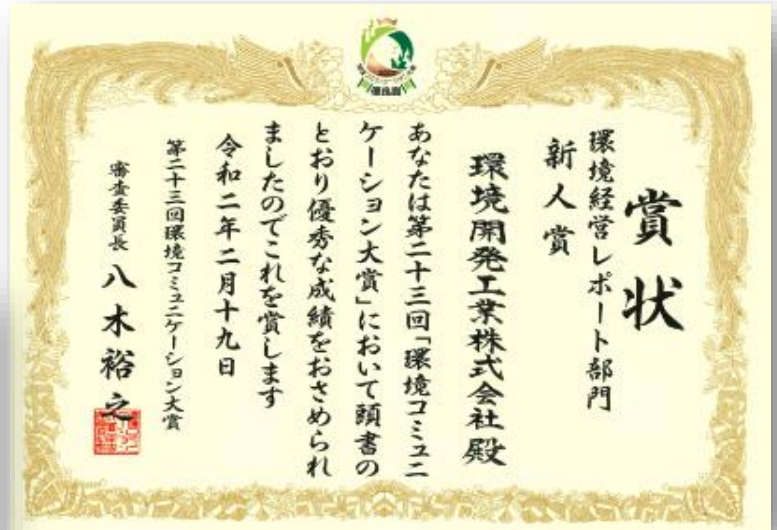 賞状
環境経営レポート部門
新人賞
環境開発工業株式会社殿
あなたは第二十三回「環境コミュニ
ケーション大賞」において頭書の
とおり優秀な成績をおさめられ
ましたのでこれを賞します
令和二年二月十九日
第二十三回環境コミュニケーション大賞
審査委員長 八木裕之